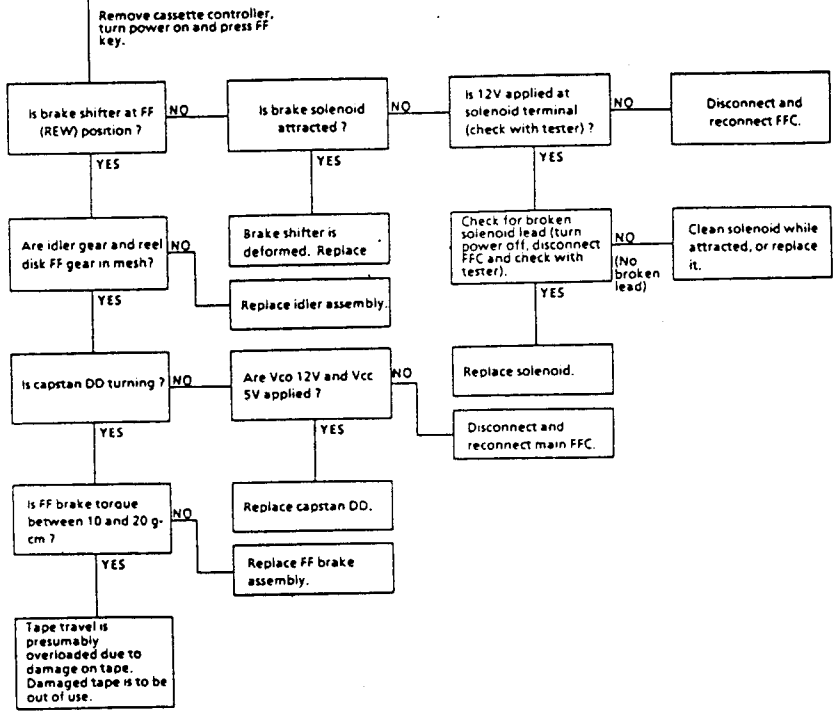 Remove cassette controller,
turn power on and press FF
key.
Is brake shifter at FF
(REW) position ?
NO
YES
Is brake solenoid
attracted ?
NO
YES
Is 12V applied at
solenoid terminal
(check with tester) ?
NO
YES
Disconnect and
reconnect FFC.
Are idler gear and reel
disk FF gear in mesh?
NO
YES
Brake shifter is
deformed. Replace
Replace idler assembly.
Check for broken
solenoid lead (turn
power off, disconnect
FFC and check with
tester).
NO
(No
broken
lead)
YES
Clean solenoid while
attracted, or replace
it.
Replace solenoid.
Is capstan DD turning ?
NO
YES
Are Vco 12V and Vcc
5V applied ?
NO
YES
Disconnect and
reconnect main FFC.
Replace capstan DD.
Is FF brake torque
between 10 and 20 g-
cm ?
NO
YES
Replace FF brake
assembly.
Tape travel is
presumably
overloaded due to
damage on tape.
Damaged tape is to be
out of use.